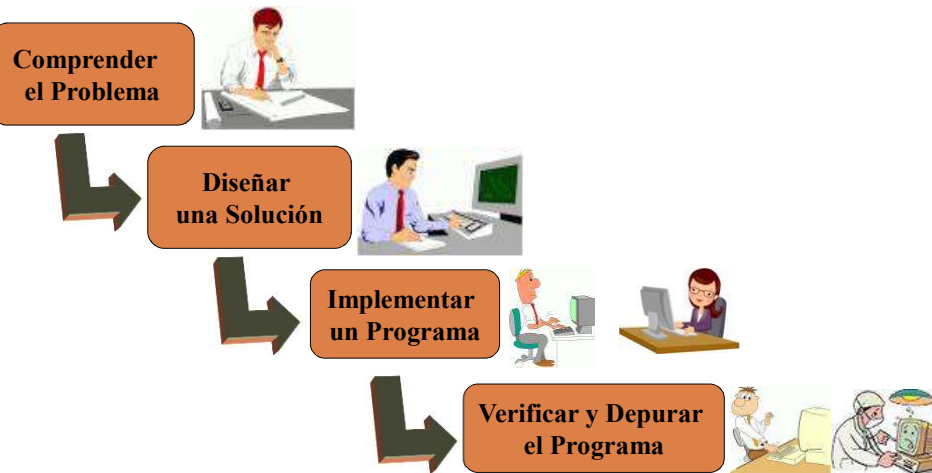 Comprender
el Problema
Diseñar
una Solución
Implementar
un Programa
Verificar y Depurar
el Programa